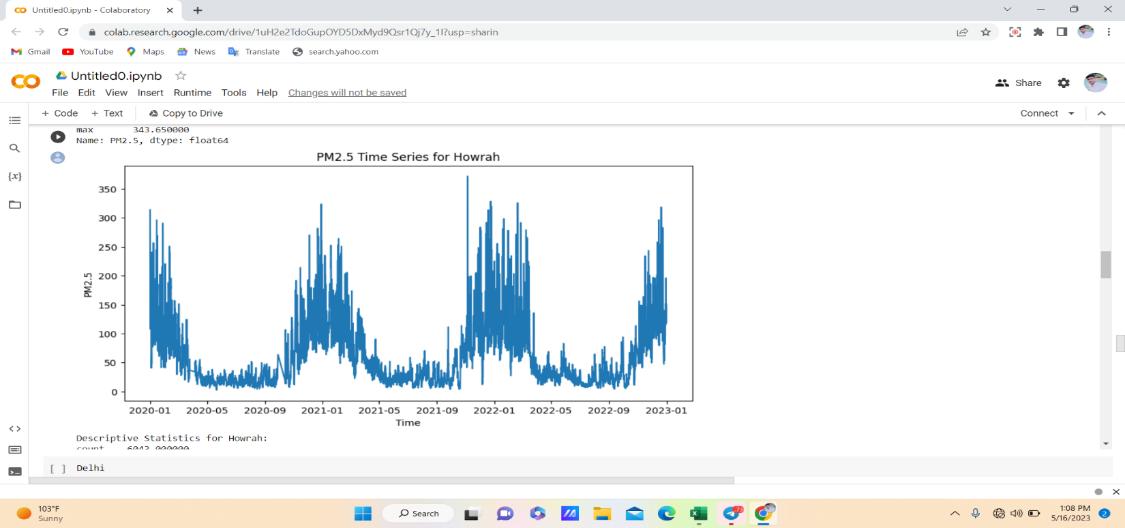 Untitled0.ipynb - Colaboratory
colab.research.google.com/drive/1uH2e2TdoGupOYD5DxMyd9Qsr1Qj7y_1I?usp=sharin
Gmail YouTube Maps News Translate search.yahoo.com
Untitled0.ipynb
Share
File Edit View Insert Runtime Tools Help Changes will not be saved
+ Code + Text Copy to Drive Connect
max 343.650000
Name: PM2.5, dtype: float64
PM2.5 Time Series for Howrah
350
300
250
200
150
100
50
0
PM2.5
2020-01 2020-05 2020-09 2021-01 2021-05 2021-09 2022-01 2022-05 2022-09 2023-01
Time
Descriptive Statistics for Howrah:
count 6043.000000
[ ] Delhi
103°F
Sunny
Search
1:08 PM
5/16/2023
2